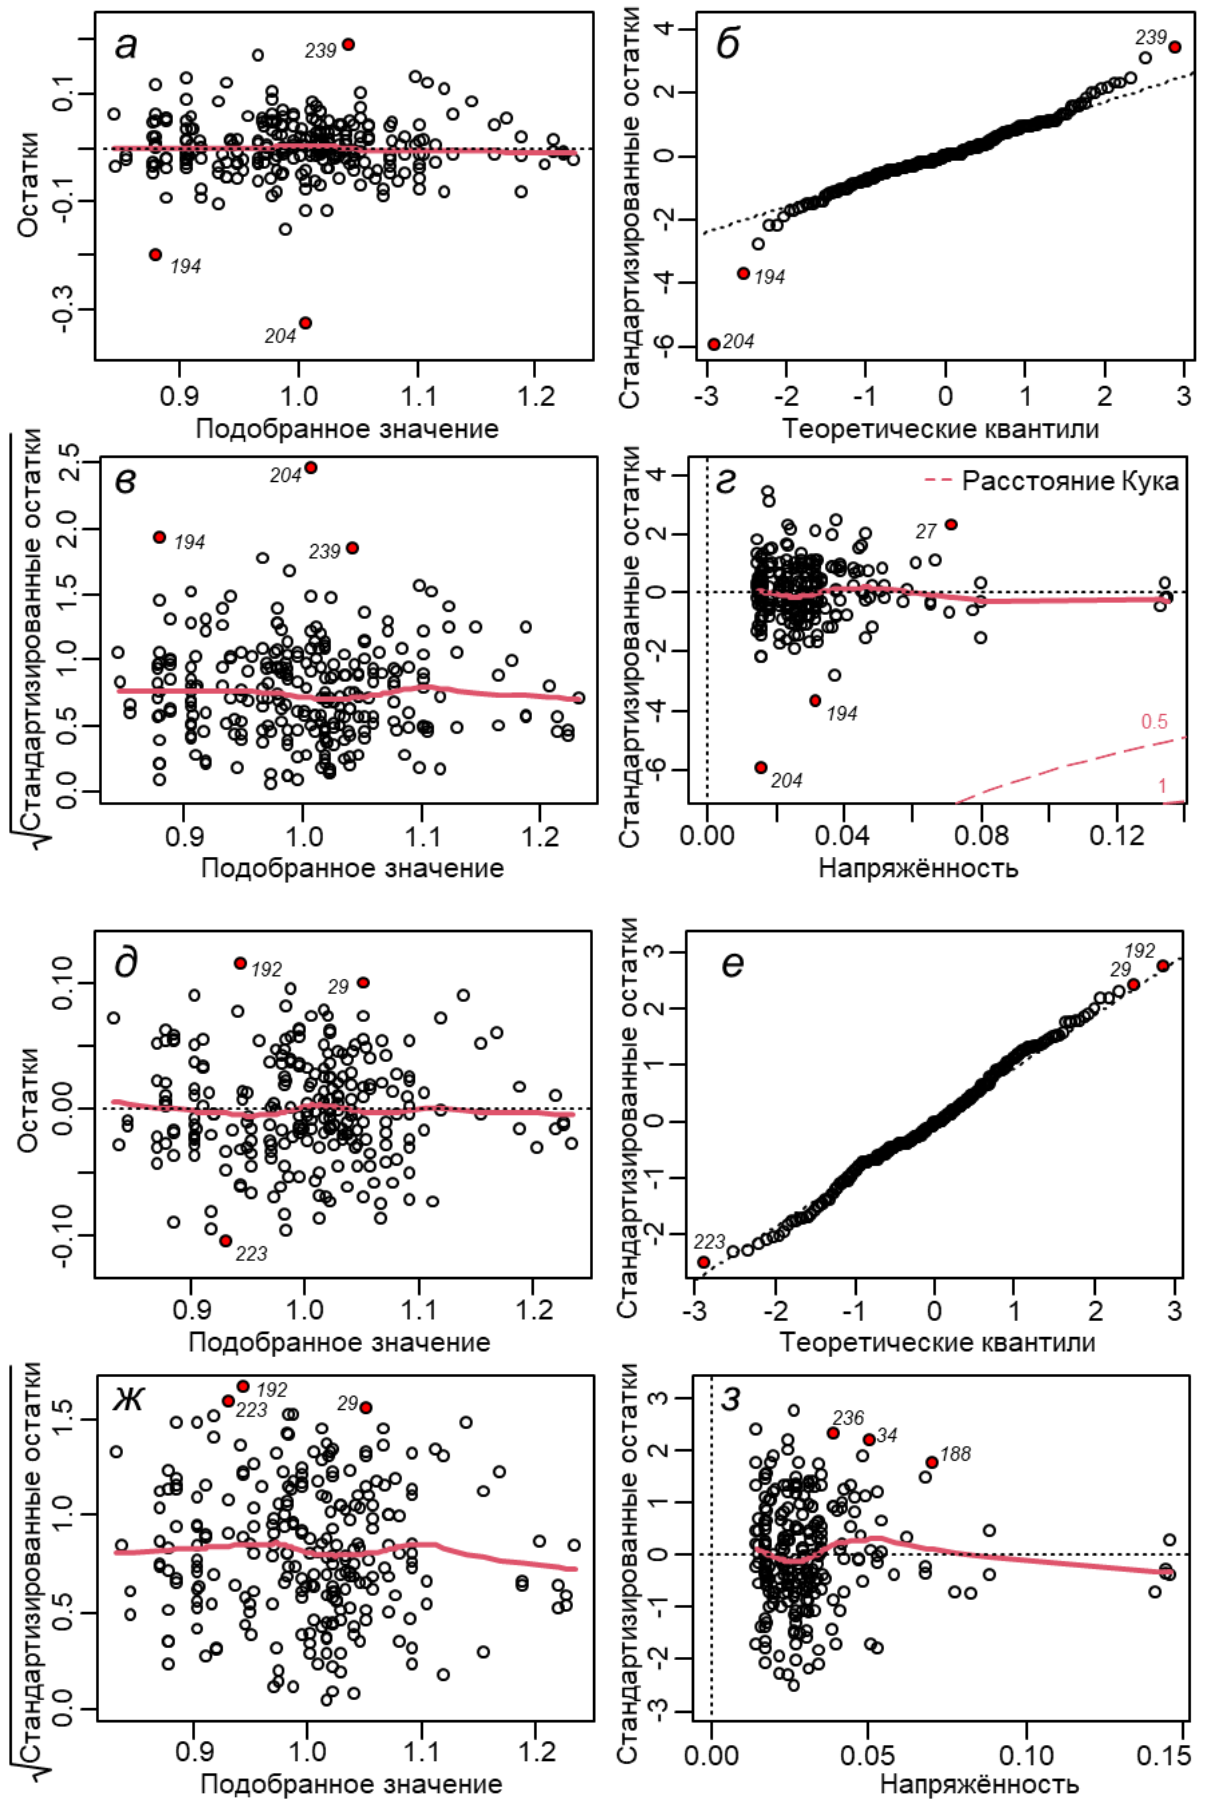 а
239
194
204
Остатки
0.1
-0.1
-0.3
0.9 1.0 1.1 1.2
Подобранное значение
б
239
194
204
Стандартизированные остатки
4
2
0
-2
-4
-6
-3 -2 -1 0 1 2 3
Теоретические квантили
в
204
194
239
√Стандартизированные остатки
2.5
2.0
1.5
1.0
0.5
0.0
0.9 1.0 1.1 1.2
Подобранное значение
г
Расстояние Кука
27
194
204
0.5
1
Стандартизированные остатки
4
2
0
-2
-4
-6
0.00 0.04 0.08 0.12
Напряжённость
д
192
29
223
Остатки
0.10
0.00
-0.10
0.9 1.0 1.1 1.2
Подобранное значение
е
192
29
223
Стандартизированные остатки
3
2
1
0
-1
-2
-3 -2 -1 0 1 2 3
Теоретические квантили
ж
192
223
29
√Стандартизированные остатки
1.5
1.0
0.5
0.0
0.9 1.0 1.1 1.2
Подобранное значение
з
236
34
188
Стандартизированные остатки
3
2
1
0
-1
-2
-3
0.00 0.05 0.10 0.15
Напряжённость